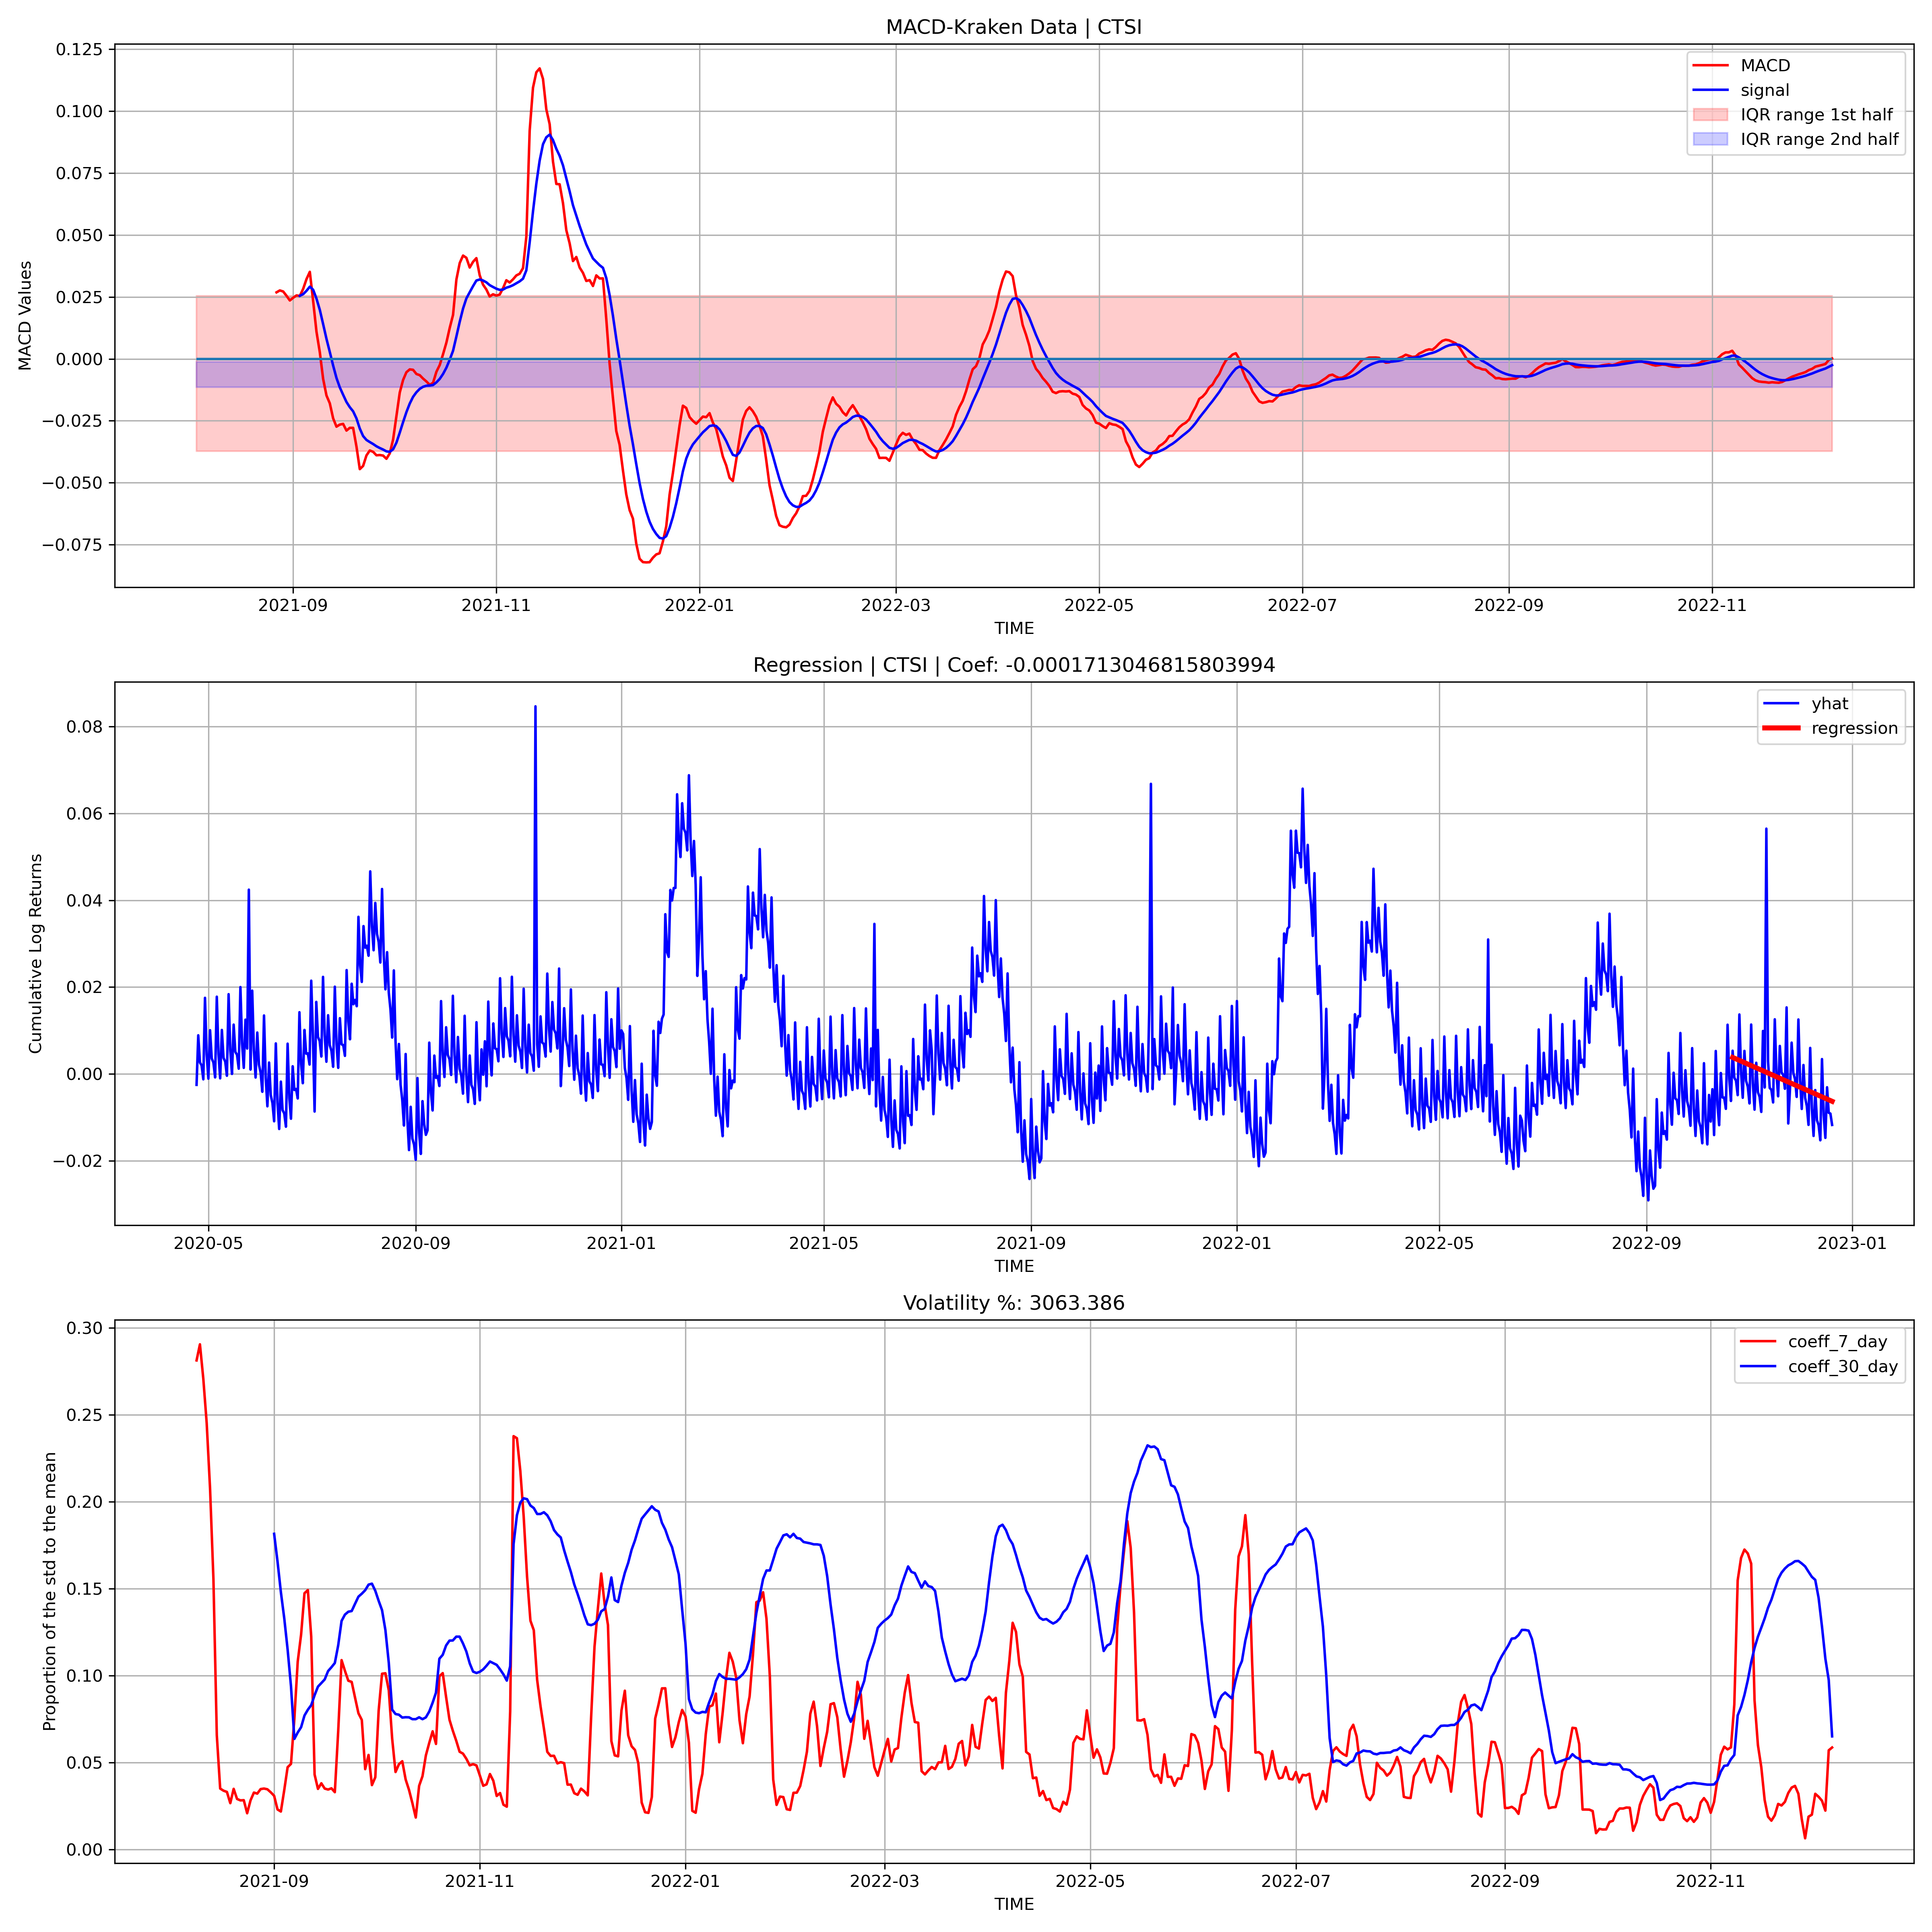 MACD-Kraken Data | CTSI
MACD Values
0.125
0.100
0.075
0.050
0.025
0.000
−0.025
−0.050
−0.075
MACD
signal
IQR range 1st half
IQR range 2nd half
2021-09 2021-11 2022-01 2022-03 2022-05 2022-07 2022-09 2022-11
TIME
Regression | CTSI | Coef: -0.0001713046815803994
Cumulative Log Returns
0.08
0.06
0.04
0.02
0.00
−0.02
yhat
regression
2020-05 2020-09 2021-01 2021-05 2021-09 2022-01 2022-05 2022-09 2023-01
TIME
Volatility %: 3063.386
Proportion of the std to the mean
0.30
0.25
0.20
0.15
0.10
0.05
0.00
coeff_7_day
coeff_30_day
2021-09 2021-11 2022-01 2022-03 2022-05 2022-07 2022-09 2022-11
TIME